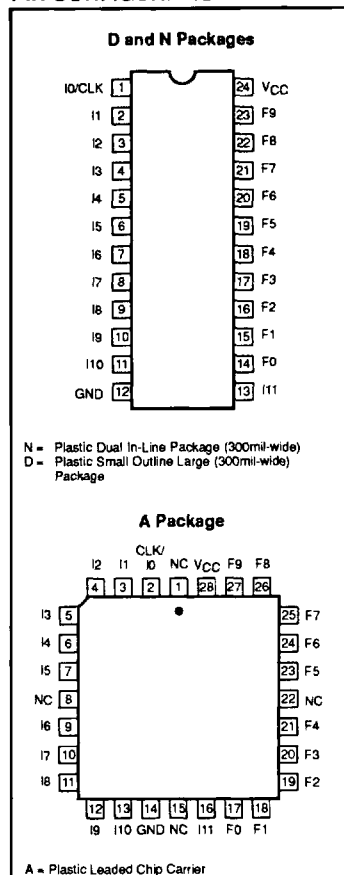 D and N Packages
I0/CLK 1 24 VCC
I1 2 23 F9
I2 3 22 F8
I3 4 21 F7
I4 5 20 F6
I5 6 19 F5
I6 7 18 F4
I7 8 17 F3
I8 9 16 F2
I9 10 15 F1
I10 11 14 F0
GND 12 13 I11
N = Plastic Dual In-Line Package (300mil-wide)
D = Plastic Small Outline Large (300mil-wide)
Package
A Package
CLK/
I2 I1 I0 NC VCC F9 F8
4 3 2 1 28 27 26
I3 5 25 F7
I4 6 24 F6
I5 7 23 F5
NC 8 22 NC
I6 9 21 F4
I7 10 20 F3
I8 11 19 F2
12 13 14 15 16 17 18
I9 I10 GND NC I11 F0 F1
A = Plastic Leaded Chip Carrier